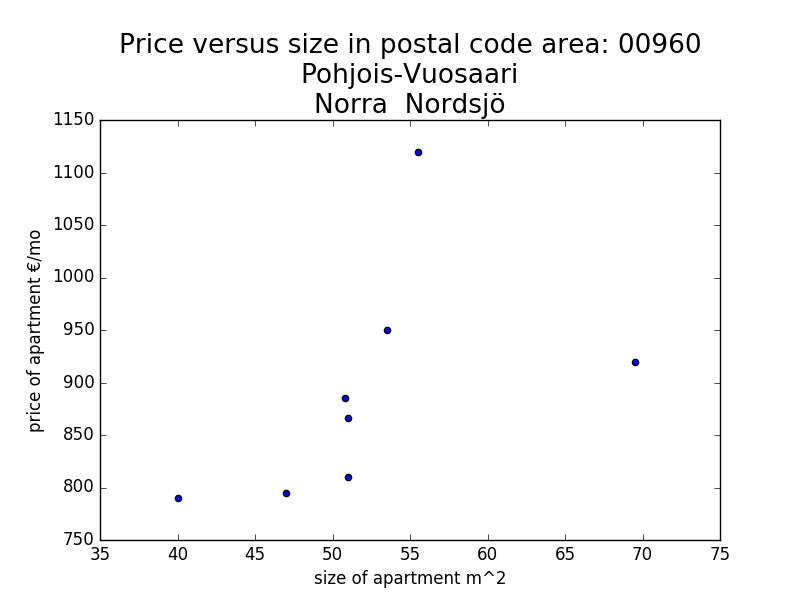 Price versus size in postal code area: 00960
Pohjois-Vuosaari
Norra  Nordsjö
1150
1100
1050
1000
950
900
850
800
750
price of apartment €/mo
35 40 45 50 55 60 65 70 75
size of apartment m^2